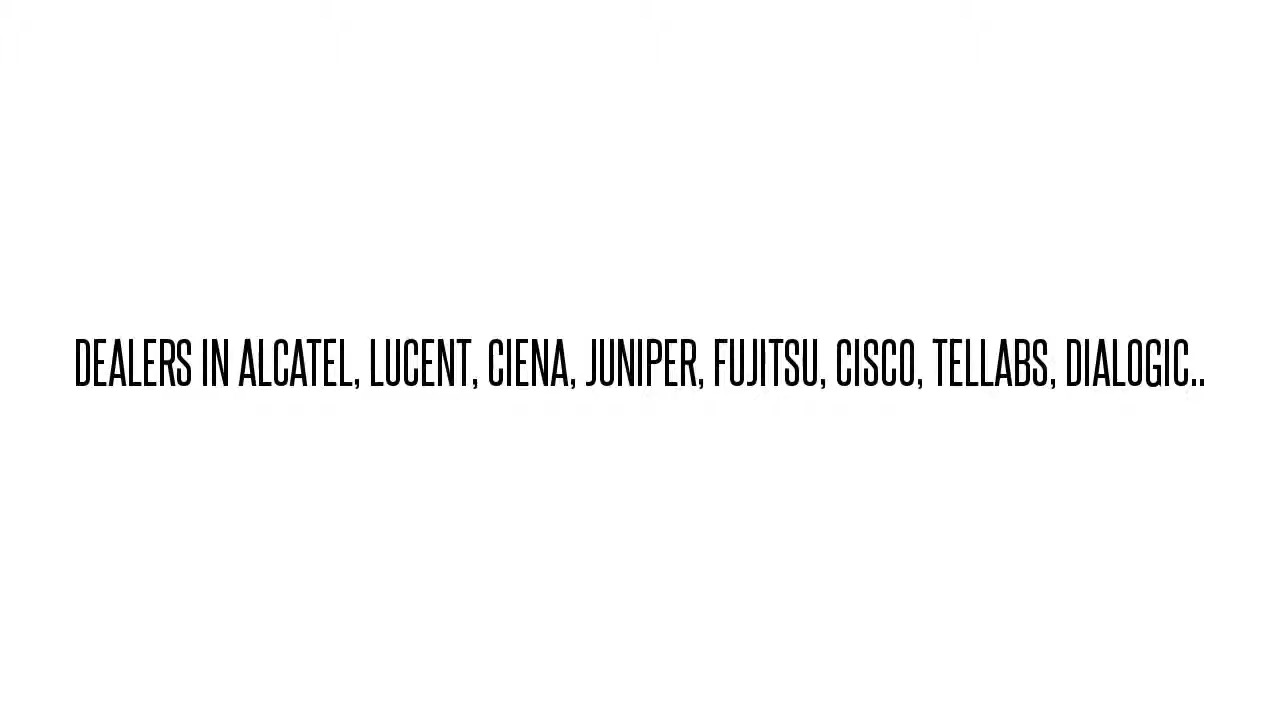 DEALERS IN ALCATEL, LUCENT, CIENA, JUNIPER, FUJITSU, CISCO, TELLABS, DIALOGIC..